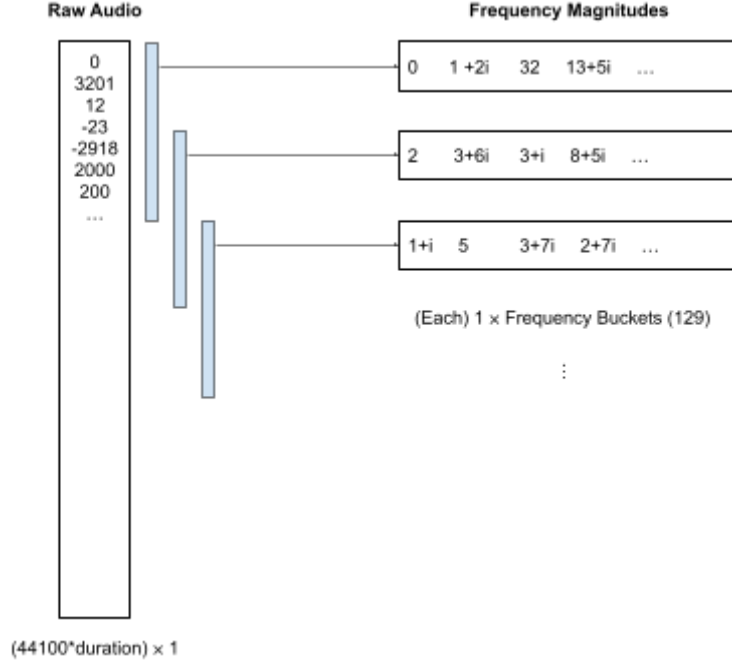 Raw Audio
Frequency Magnitudes
0
3201
12
-23
-2918
2000
200
...
0 1 +2i 32 13+5i ...
2 3+6i 3+i 8+5i ...
1+i 5 3+7i 2+7i ...
(Each) 1 × Frequency Buckets (129)
⋮
(44100*duration) × 1